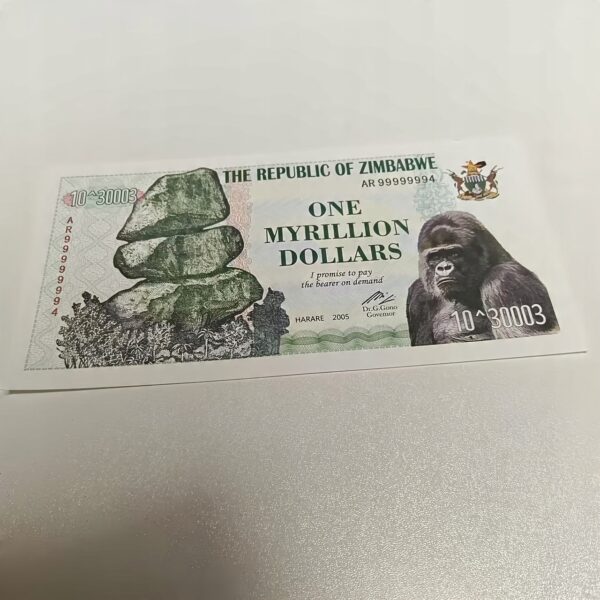 THE REPUBLIC OF ZIMBABWE
10^30003
AR 99999994
AR99999994
ONE
MYRILLION
DOLLARS
I promise to pay
the bearer on demand
Dr.G.Gono
Governor
HARARE 2005
10^30003